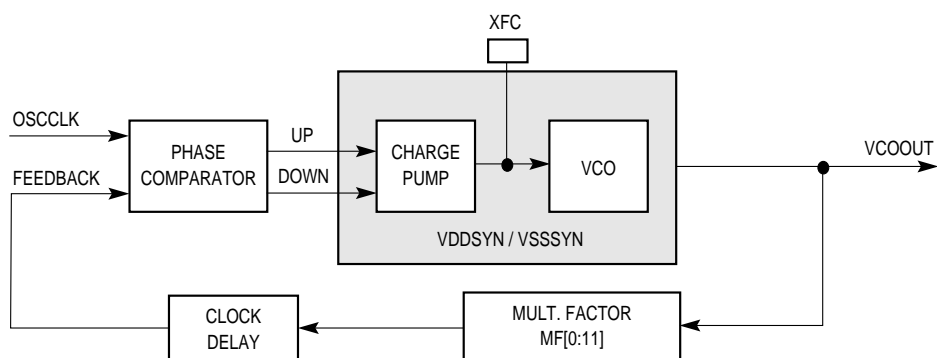 XFC
OSCCLK
FEEDBACK
PHASE
COMPARATOR
UP
DOWN
CHARGE
PUMP
VCO
VDDSYN / VSSSYN
VCOOUT
CLOCK
DELAY
MULT. FACTOR
MF[0:11]